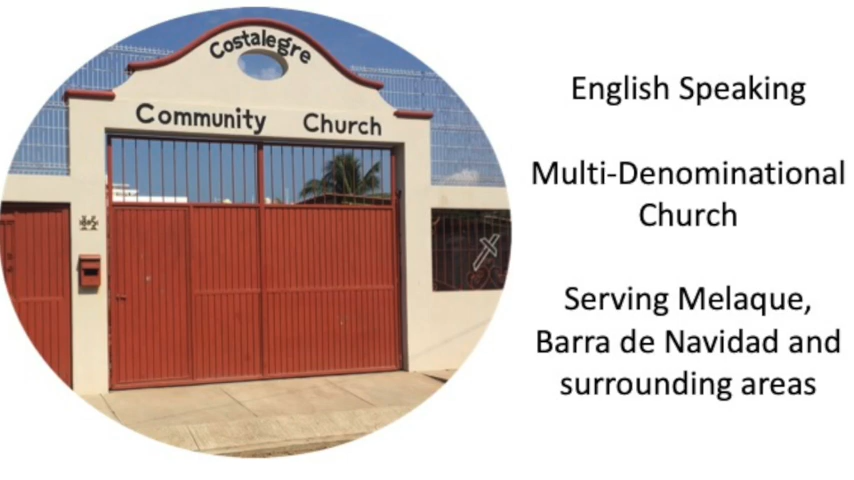 Costalegre
Community Church
English Speaking
Multi-Denominational
Church
Serving Melaque,
Barra de Navidad and
surrounding areas